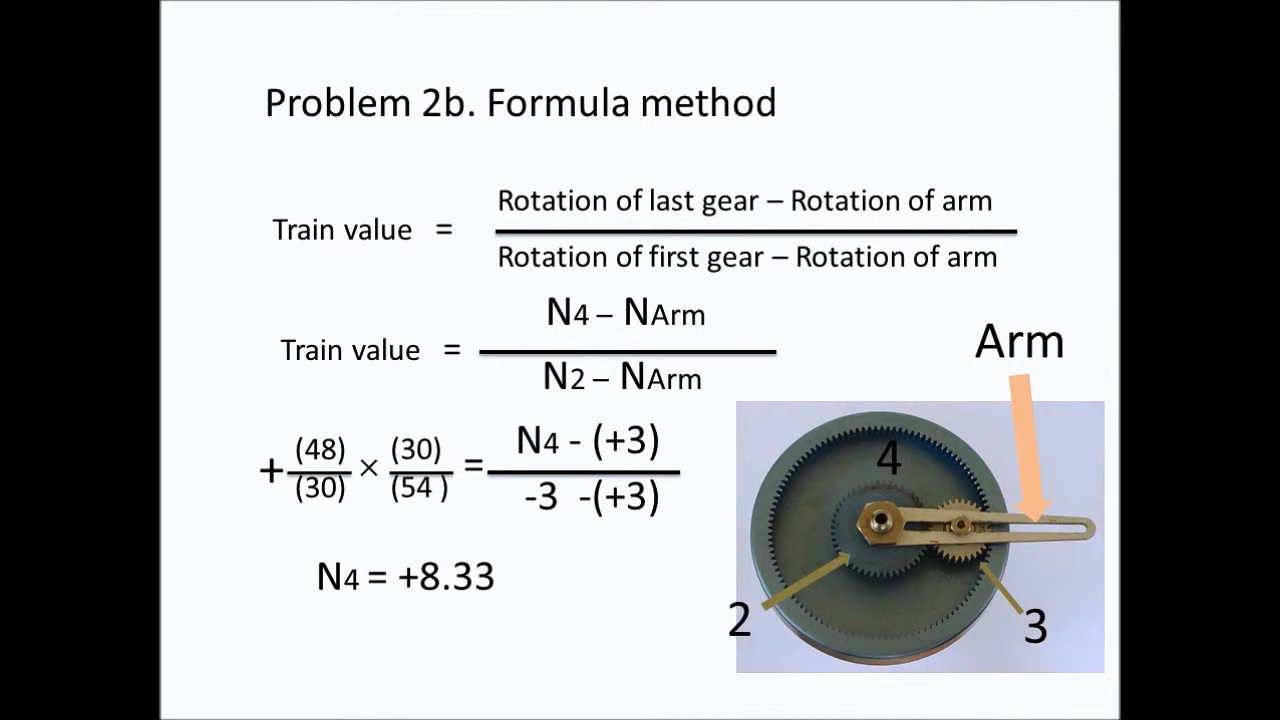 Problem 2b. Formula method
Train value = Rotation of last gear – Rotation of arm
Rotation of first gear – Rotation of arm
Train value = N4 – NArm
N2 – NArm
+ (48) × (30) = N4 - (+3)
(30) (54 ) -3 -(+3)
N4 = +8.33
Arm
4
2
3